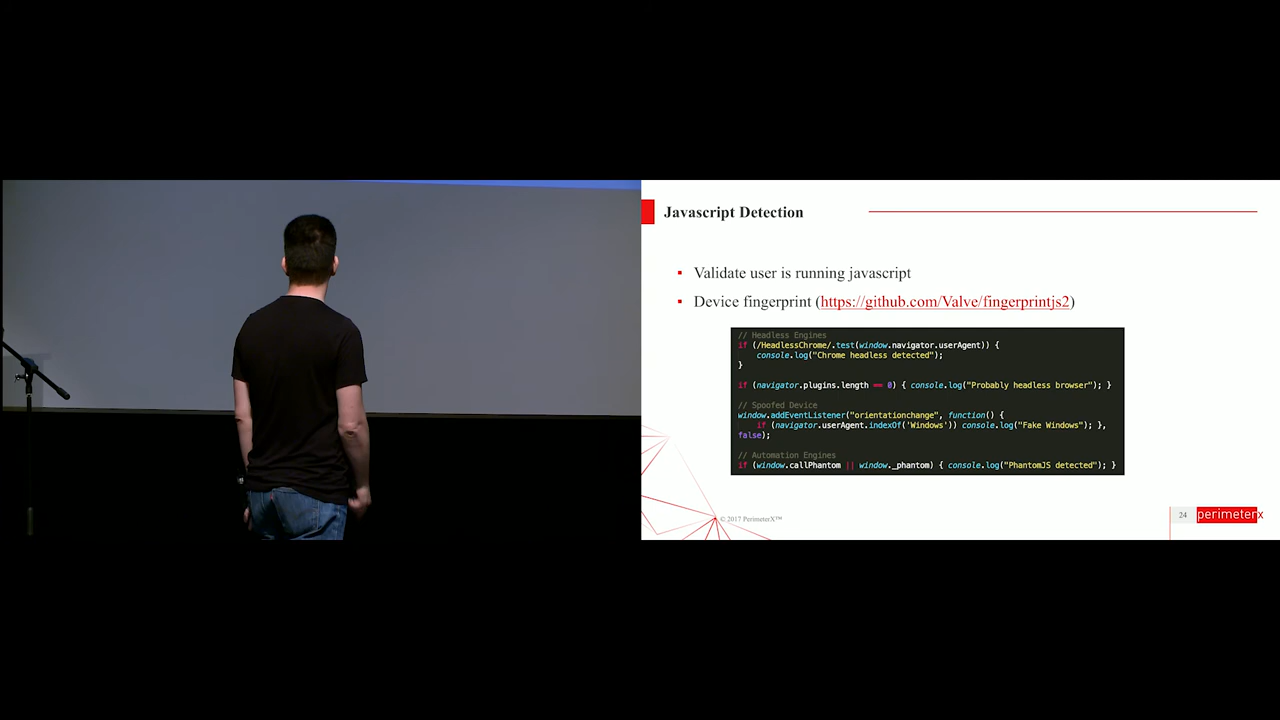 Javascript Detection
▪ Validate user is running javascript
▪ Device fingerprint (https://github.com/Valve/fingerprintjs2)
// Headless Engines
if (/HeadlessChrome/.test(window.navigator.userAgent)) {
    console.log("Chrome headless detected");
}
if (navigator.plugins.length == 0) { console.log("Probably headless browser"); }
// Spoofed Device
window.addEventListener("orientationchange", function() {
    if (navigator.userAgent.indexOf('Windows')) console.log("Fake Windows"); },
false);
// Automation Engines
if (window.callPhantom || window._phantom) { console.log("PhantomJS detected"); }
© 2017 PerimeterX™
24
perimeterx